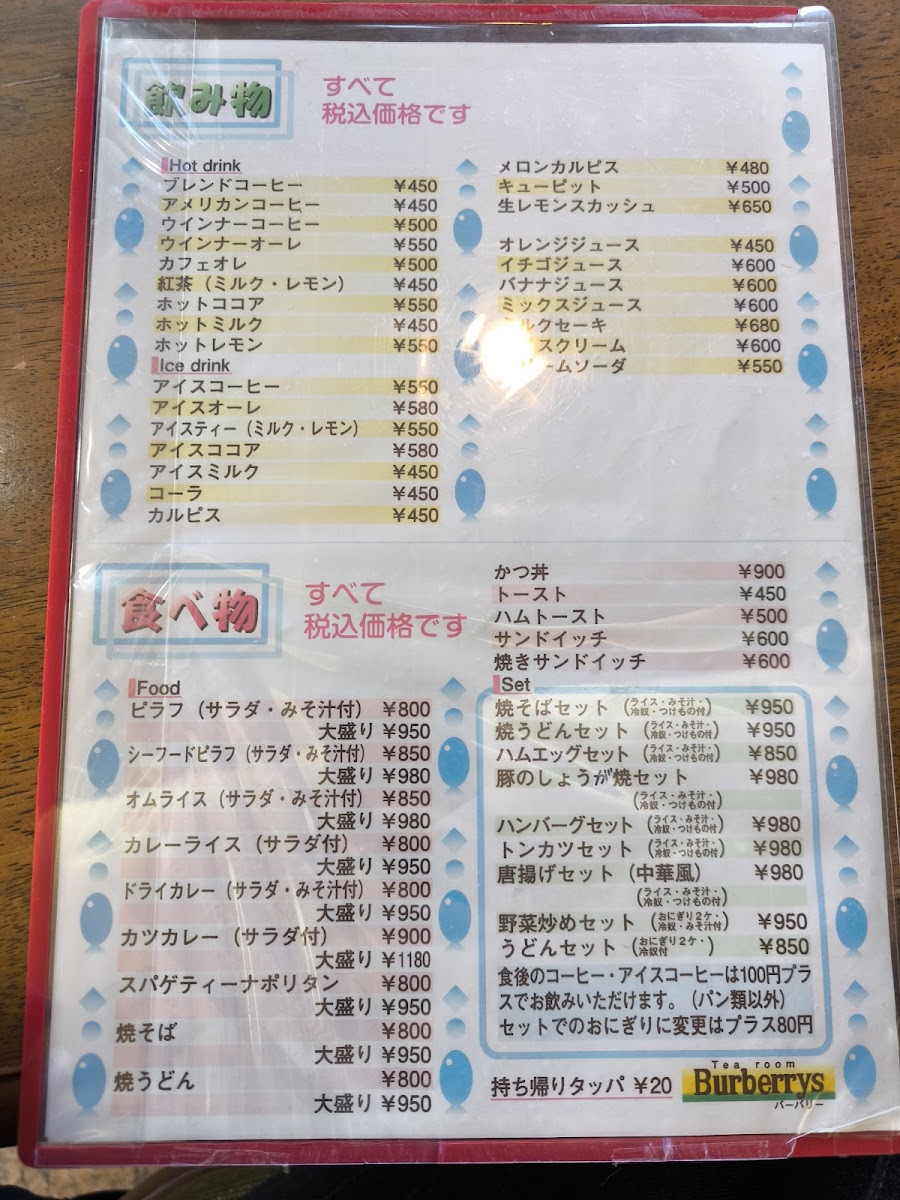 飲み物
すべて
税込価格です
Hot drink
ブレンドコーヒー ¥450
アメリカンコーヒー ¥450
ウインナーコーヒー ¥500
ウインナーオーレ ¥550
カフェオレ ¥500
紅茶（ミルク・レモン） ¥450
ホットココア ¥550
ホットミルク ¥450
ホットレモン ¥550
Ice drink
アイスコーヒー ¥550
アイスオーレ ¥580
アイスティー（ミルク・レモン） ¥550
アイスココア ¥580
アイスミルク ¥450
コーラ ¥450
カルピス ¥450
メロンカルピス ¥480
キューピット ¥500
生レモンスカッシュ ¥650
オレンジジュース ¥450
イチゴジュース ¥600
バナナジュース ¥600
ミックスジュース ¥600
ルクセーキ ¥680
スクリーム ¥600
ームソーダ ¥550
食べ物
すべて
税込価格です
Food
ピラフ（サラダ・みそ汁付） ¥800
大盛り ¥950
シーフードピラフ（サラダ・みそ汁付） ¥850
大盛り ¥980
オムライス（サラダ・みそ汁付） ¥850
大盛り ¥980
カレーライス（サラダ付） ¥800
大盛り ¥950
ドライカレー（サラダ・みそ汁付） ¥800
大盛り ¥950
カツカレー（サラダ付） ¥900
大盛り ¥1180
スパゲティーナポリタン ¥800
大盛り ¥950
焼そば ¥800
大盛り ¥950
焼うどん ¥800
大盛り ¥950
かつ丼 ¥900
トースト ¥450
ハムトースト ¥500
サンドイッチ ¥600
焼きサンドイッチ ¥600
Set
焼そばセット（ライス・みそ汁・冷奴・つけもの付） ¥950
焼うどんセット（ライス・みそ汁・冷奴・つけもの付） ¥950
ハムエッグセット（ライス・みそ汁・冷奴・つけもの付） ¥850
豚のしょうが焼セット ¥980
（ライス・みそ汁・冷奴・つけもの付）
ハンバーグセット（ライス・みそ汁・冷奴・つけもの付） ¥980
トンカツセット（ライス・みそ汁・冷奴・つけもの付） ¥980
唐揚げセット（中華風） ¥980
（ライス・みそ汁・冷奴・つけもの付）
野菜炒めセット（おにぎり2ケ・冷奴・みそ汁付） ¥950
うどんセット（おにぎり2ケ・冷奴付） ¥850
食後のコーヒー・アイスコーヒーは100円プラ
スでお飲みいただけます。（パン類以外）
セットでのおにぎりに変更はプラス80円
持ち帰りタッパ ¥20
Tea room
Burberrys
バーバリー